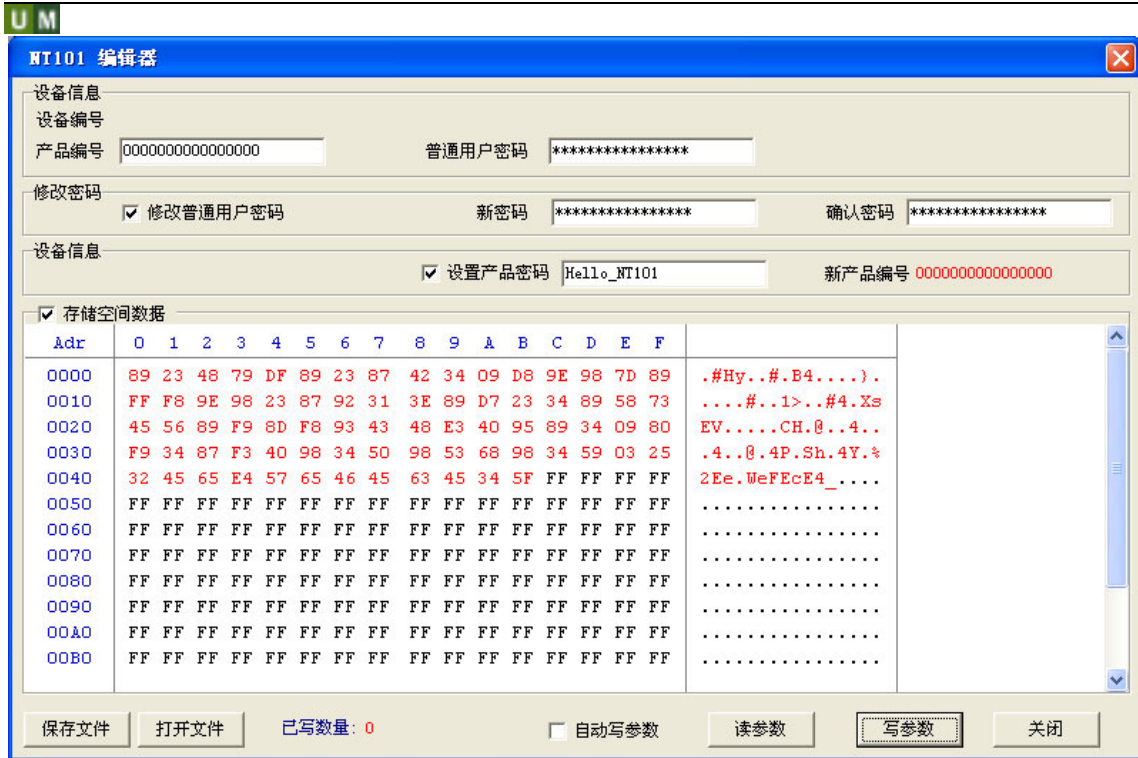 UM
NT101 编辑器
设备信息
设备编号
产品编号 0000000000000000 普通用户密码 ****************
修改密码
修改普通用户密码 新密码 **************** 确认密码 ****************
设备信息
设置产品密码 Hello_NT101 新产品编号 0000000000000000
存储空间数据
Adr 0 1 2 3 4 5 6 7 8 9 A B C D E F
0000 89 23 48 79 DF 89 23 87 42 34 09 D8 9E 98 7D 89 .#Hy..#.B4....}.
0010 FF F8 9E 98 23 87 92 31 3E 89 D7 23 34 89 58 73 ....#..1>..#4.Xs
0020 45 56 89 F9 8D F8 93 43 48 E3 40 95 89 34 09 80 EV.....CH.@..4..
0030 F9 34 87 F3 40 98 34 50 98 53 68 98 34 59 03 25 .4..@.4P.Sh.4Y.%
0040 32 45 65 E4 57 65 46 45 63 45 34 5F FF FF FF FF 2Ee.WeFEcE4_....
0050 FF FF FF FF FF FF FF FF FF FF FF FF FF FF FF FF ................
0060 FF FF FF FF FF FF FF FF FF FF FF FF FF FF FF FF ................
0070 FF FF FF FF FF FF FF FF FF FF FF FF FF FF FF FF ................
0080 FF FF FF FF FF FF FF FF FF FF FF FF FF FF FF FF ................
0090 FF FF FF FF FF FF FF FF FF FF FF FF FF FF FF FF ................
00A0 FF FF FF FF FF FF FF FF FF FF FF FF FF FF FF FF ................
00B0 FF FF FF FF FF FF FF FF FF FF FF FF FF FF FF FF ................
保存文件 打开文件 已写数量: 0 自动写参数 读参数 写参数 关闭